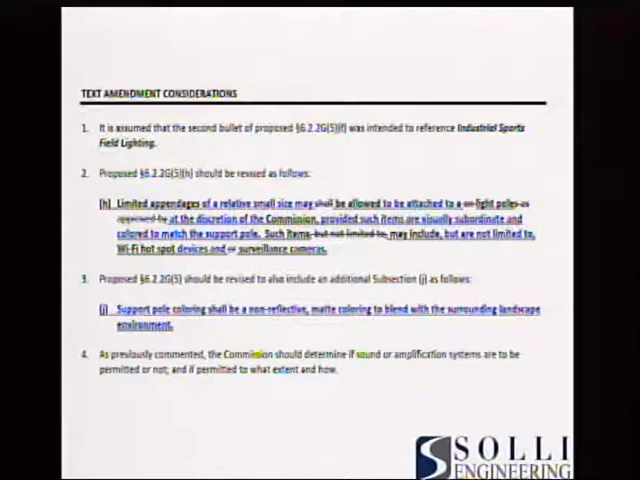 TEXT AMENDMENT CONSIDERATIONS
1. It is assumed that the second bullet of proposed §6.2.2G(5)(f) was intended to reference Industrial Sports
Field Lighting.
2. Proposed §6.2.2G(5)(h) should be revised as follows:
(h) Limited appendages of a relative small size may shall be allowed to be attached to a on light poles as
approved by at the discretion of the Commission, provided such items are visually subordinate and
colored to match the support pole. Such items, but not limited to, may include, but are not limited to,
Wi-Fi hot spot devices and or surveillance cameras.
3. Proposed §6.2.2G(5) should be revised to also include an additional Subsection (j) as follows:
(j) Support pole coloring shall be a non-reflective, matte coloring to blend with the surrounding landscape
environment.
4. As previously commented, the Commission should determine if sound or amplification systems are to be
permitted or not; and if permitted to what extent and how.
SOLLI
ENGINEERING